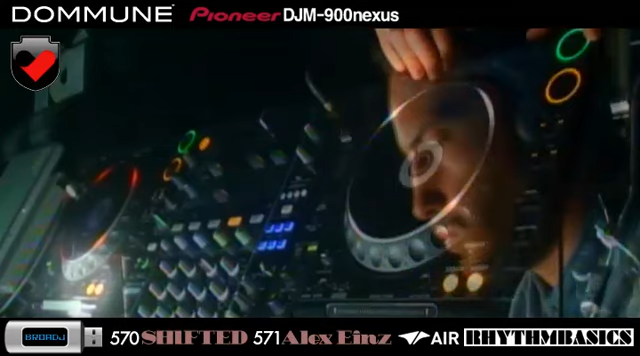 DOMMUNE Pioneer DJM-900nexus
BROADJ 570 SHIFTED 571 Alex Einz AIR RHYTHMBASICS